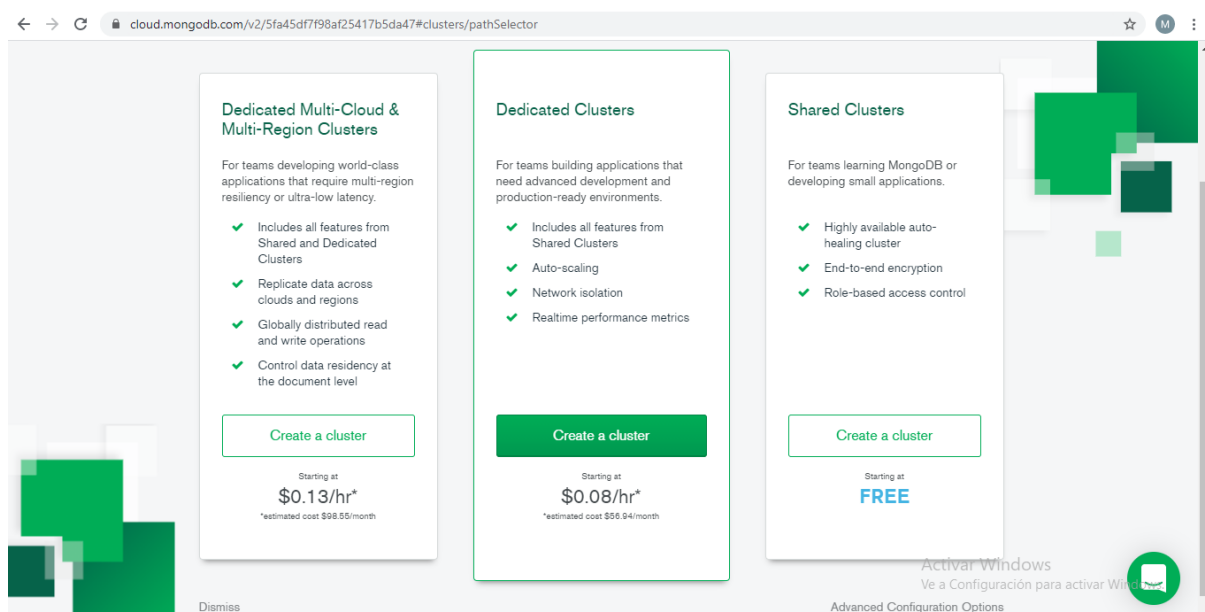 cloud.mongodb.com/v2/5fa45df7f98af25417b5da47#clusters/pathSelector
M
Dedicated Multi-Cloud &
Multi-Region Clusters
For teams developing world-class
applications that require multi-region
resiliency or ultra-low latency.
Includes all features from
Shared and Dedicated
Clusters
Replicate data across
clouds and regions
Globally distributed read
and write operations
Control data residency at
the document level
Create a cluster
Starting at
$0.13/hr*
*estimated cost $98.55/month
Dedicated Clusters
For teams building applications that
need advanced development and
production-ready environments.
Includes all features from
Shared Clusters
Auto-scaling
Network isolation
Realtime performance metrics
Create a cluster
Starting at
$0.08/hr*
*estimated cost $56.94/month
Shared Clusters
For teams learning MongoDB or
developing small applications.
Highly available auto-
healing cluster
End-to-end encryption
Role-based access control
Create a cluster
Starting at
FREE
Activar Windows
Ve a Configuración para activar Windows.
Dismiss
Advanced Configuration Options